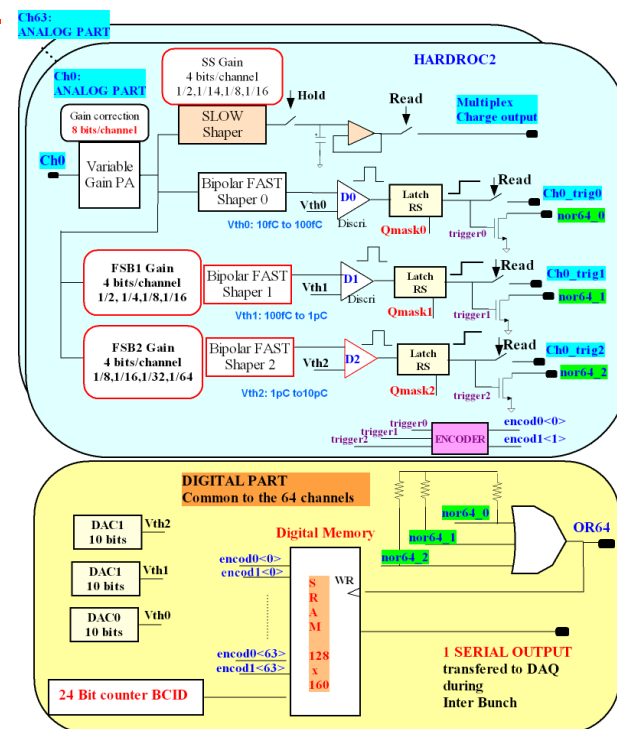 Ch63:
ANALOG PART
HARDROC2
Ch0:
ANALOG PART
SS Gain
4 bits/channel
1/2,1/14,1/8,1/16
Gain correction
8 bits/channel
SLOW
Shaper
Hold
Read
Multiplex
Charge output
Ch0
Variable
Gain PA
Bipolar FAST
Shaper 0
Vth0
D0
Discri.
Latch
RS
Read
Ch0_trig0
nor64_0
Vth0: 10fC to 100fC
Qmask0
trigger0
FSB1 Gain
4 bits/channel
1/2, 1/4,1/8,1/16
Bipolar FAST
Shaper 1
Vth1
D1
Discri
Latch
RS
Read
Ch0_trig1
nor64_1
Vth1: 100fC to 1pC
Qmask1
trigger1
FSB2 Gain
4 bits/channel
1/8,1/16,1/32,1/64
Bipolar FAST
Shaper 2
Vth2
D2
Latch
RS
Read
Ch0_trig2
nor64_2
Vth2: 1pC to10pC
Qmask2
trigger2
trigger0
trigger1
trigger2
ENCODER
encod0<0>
encod1<1>
DIGITAL PART
Common to the 64 channels
DAC1
10 bits
Vth2
DAC1
10 bits
Vth1
DAC0
10 bits
Vth0
Digital Memory
encod0<0>
encod1<0>
encod0<63>
encod1<63>
S
R
A
M
128
x
160
WR
nor64_0
nor64_1
nor64_2
OR64
24 Bit counter BCID
1 SERIAL OUTPUT
transfered to DAQ
during
Inter Bunch